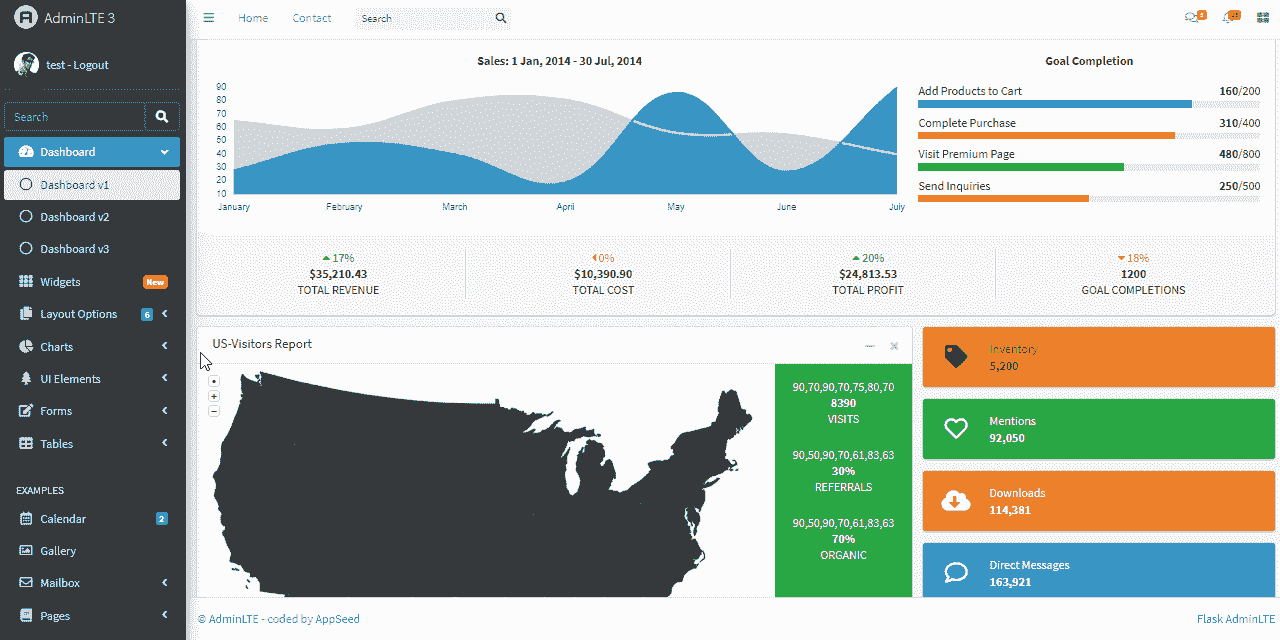 AdminLTE 3
test - Logout
Search
Dashboard
Dashboard v1
Dashboard v2
Dashboard v3
Widgets New
Layout Options 6
Charts
UI Elements
Forms
Tables
EXAMPLES
Calendar 2
Gallery
Mailbox
Pages
Home Contact Search
Sales: 1 Jan, 2014 - 30 Jul, 2014
90
80
70
60
50
40
30
20
10
January February March April May June July
Goal Completion
Add Products to Cart 160/200
Complete Purchase 310/400
Visit Premium Page 480/800
Send Inquiries 250/500
17%
$35,210.43
TOTAL REVENUE
0%
$10,390.90
TOTAL COST
20%
$24,813.53
TOTAL PROFIT
18%
1200
GOAL COMPLETIONS
US-Visitors Report
90,70,90,70,75,80,70
8390
VISITS
90,50,90,70,61,83,63
30%
REFERRALS
90,50,90,70,61,83,63
70%
ORGANIC
Inventory
5,200
Mentions
92,050
Downloads
114,381
Direct Messages
163,921
© AdminLTE - coded by AppSeed
Flask AdminLTE